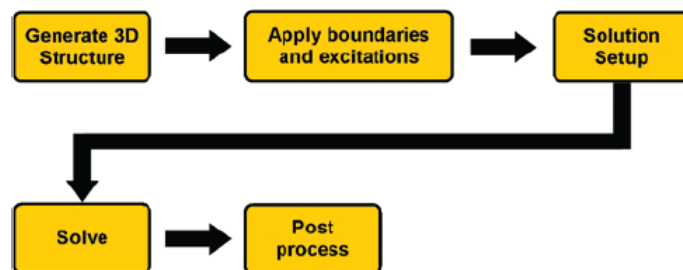 Generate 3D
Structure
Apply boundaries
and excitations
Solution
Setup
Solve
Post
process